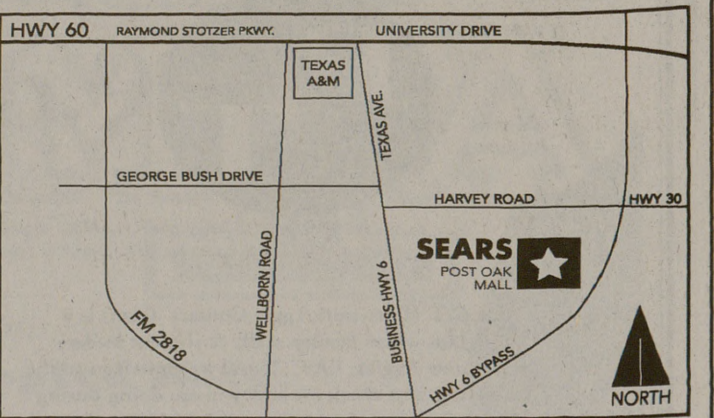 HWY 60 RAYMOND STOTZER PKWY. UNIVERSITY DRIVE
TEXAS
A&M
TEXAS AVE.
GEORGE BUSH DRIVE
HARVEY ROAD HWY 30
WELLBORN ROAD
SEARS
POST OAK
MALL
BUSINESS HWY 6
FM 2818
HWY 6 BYPASS
NORTH